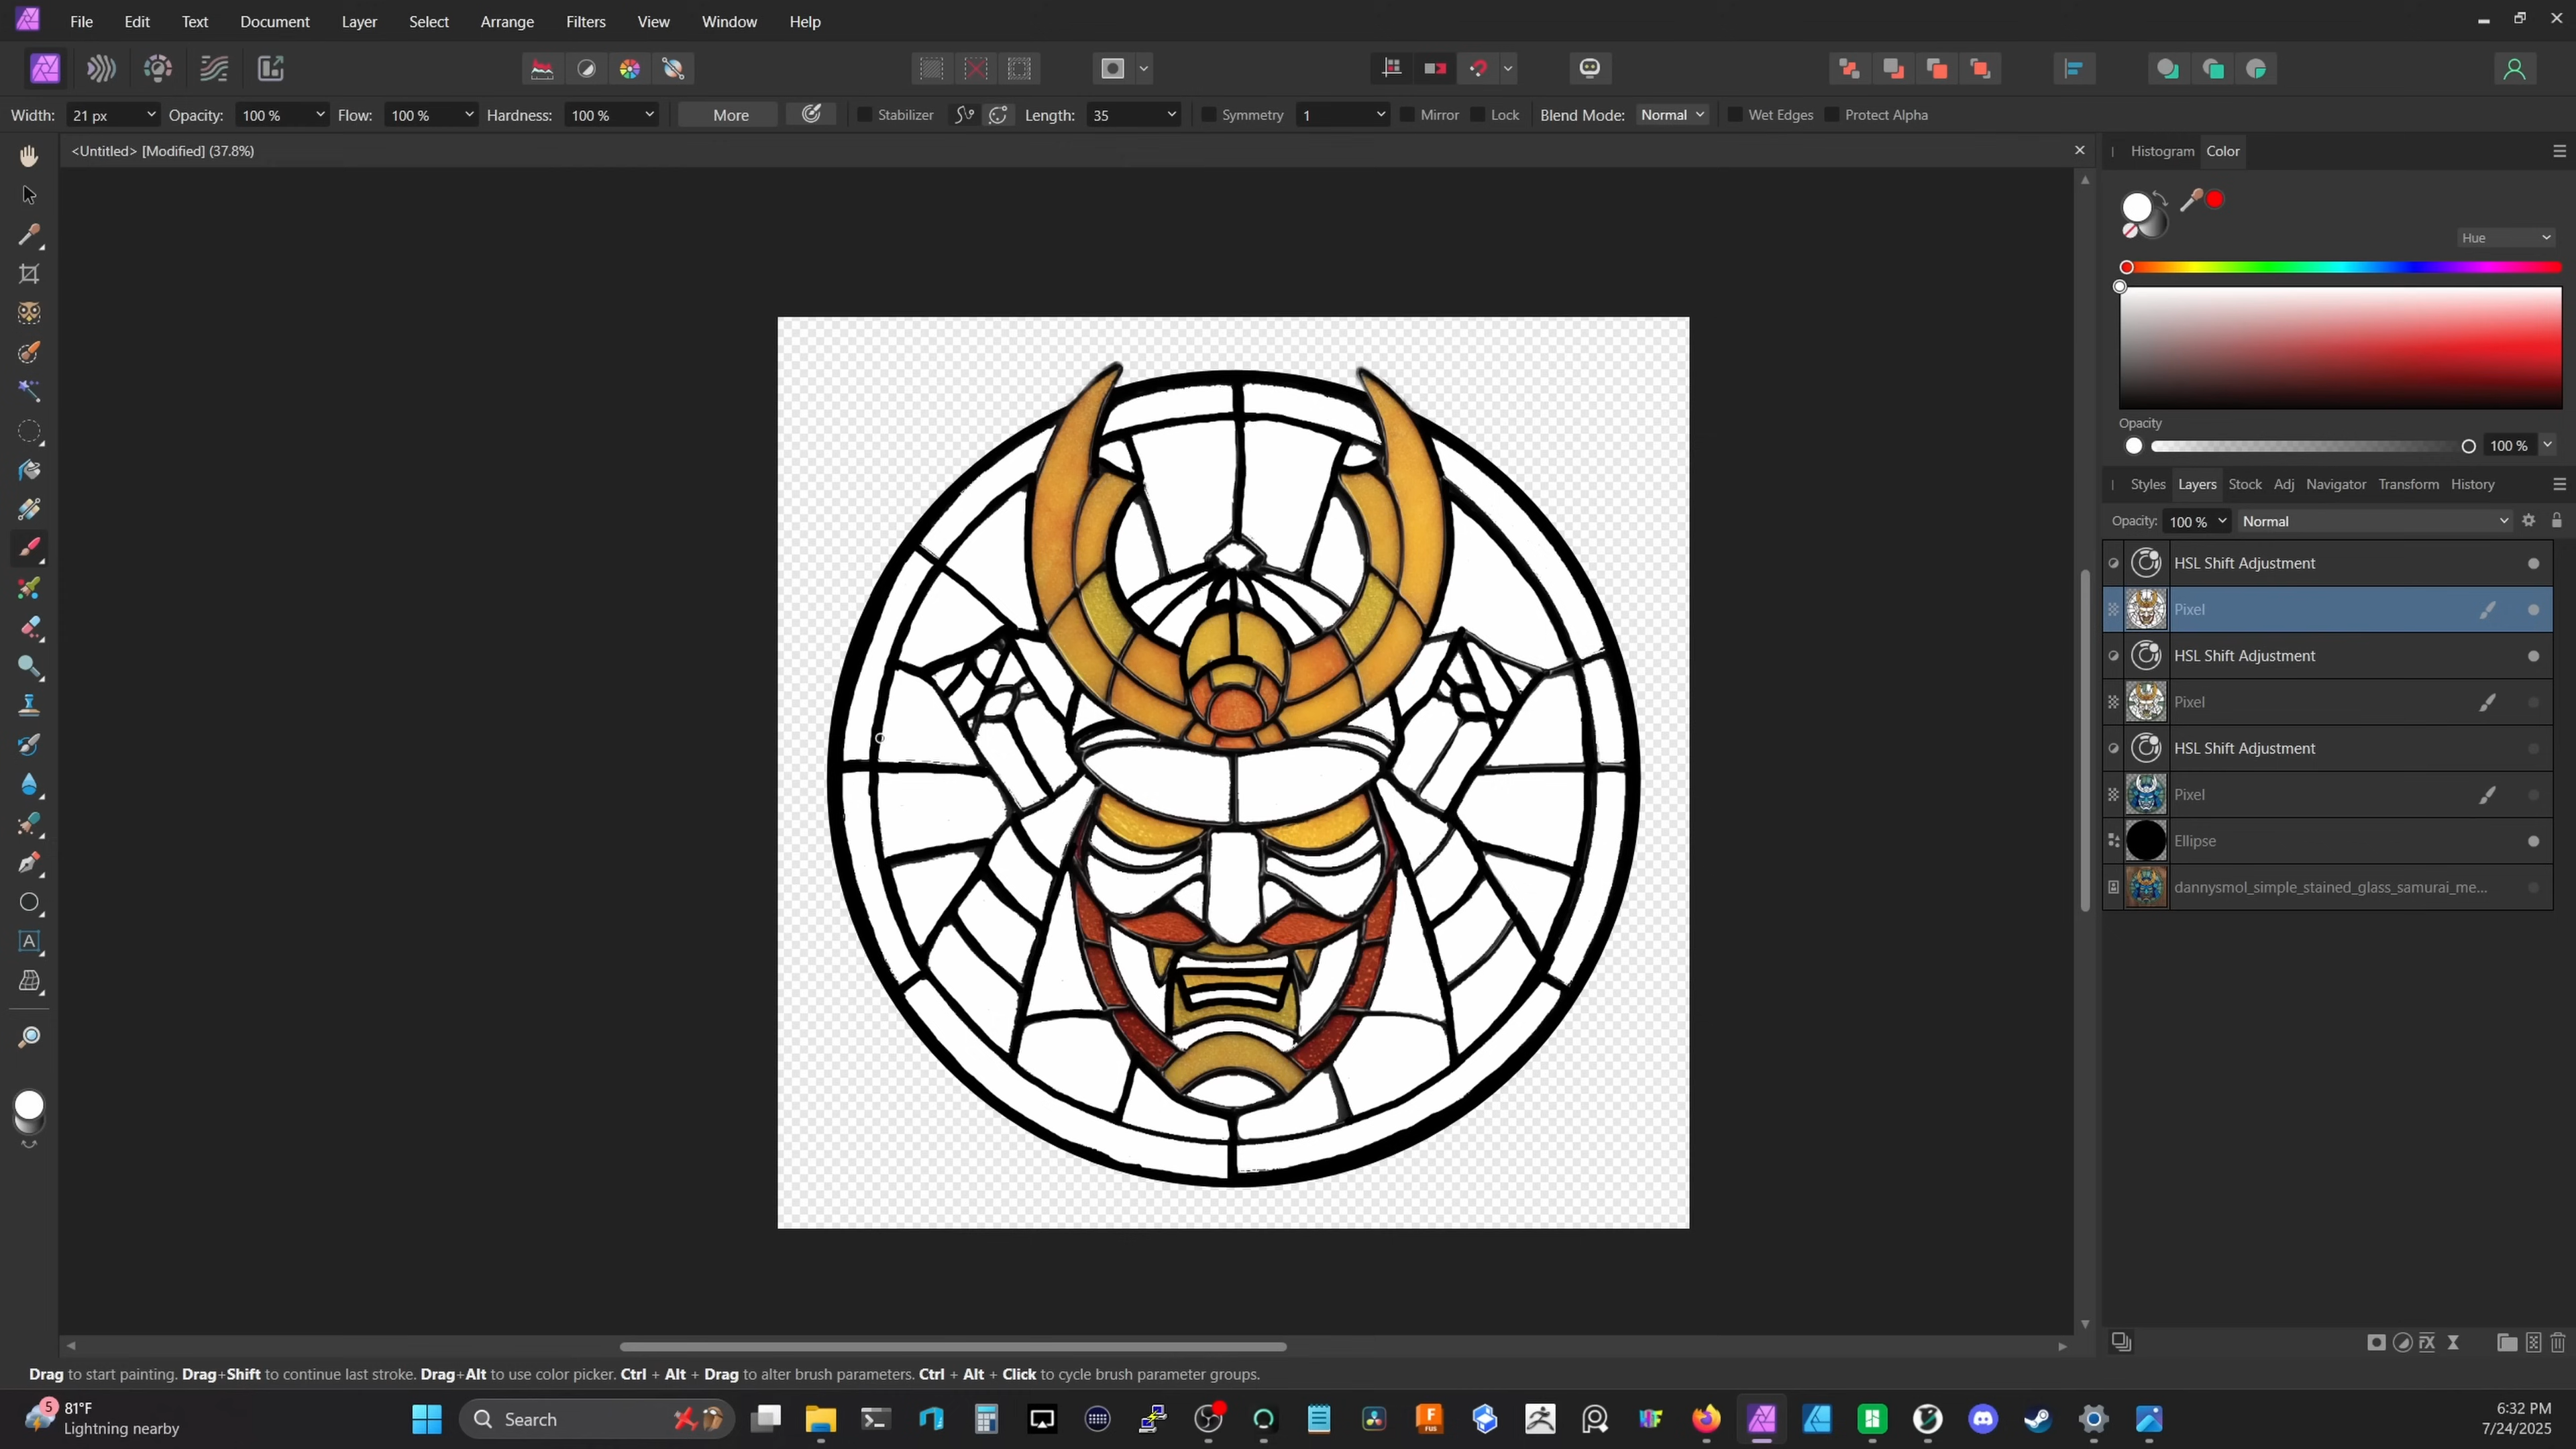 File Edit Text Document Layer Select Arrange Filters View Window Help
Width: 21 px Opacity: 100 % Flow: 100 % Hardness: 100 % More Stabilizer Length: 35 Symmetry 1 Mirror Lock Blend Mode: Normal Wet Edges Protect Alpha
<Untitled> [Modified] (37.8%)
Histogram Color
Hue
Opacity
100 %
Styles Layers Stock Adj Navigator Transform History
Opacity: 100 % Normal
HSL Shift Adjustment
Pixel
HSL Shift Adjustment
Pixel
HSL Shift Adjustment
Pixel
Ellipse
dannysmol_simple_stained_glass_samurai_me...
Drag to start painting. Drag+Shift to continue last stroke. Drag+Alt to use color picker. Ctrl + Alt + Drag to alter brush parameters. Ctrl + Alt + Click to cycle brush parameter groups.
5 81°F
Lightning nearby
Search
6:32 PM
7/24/2025